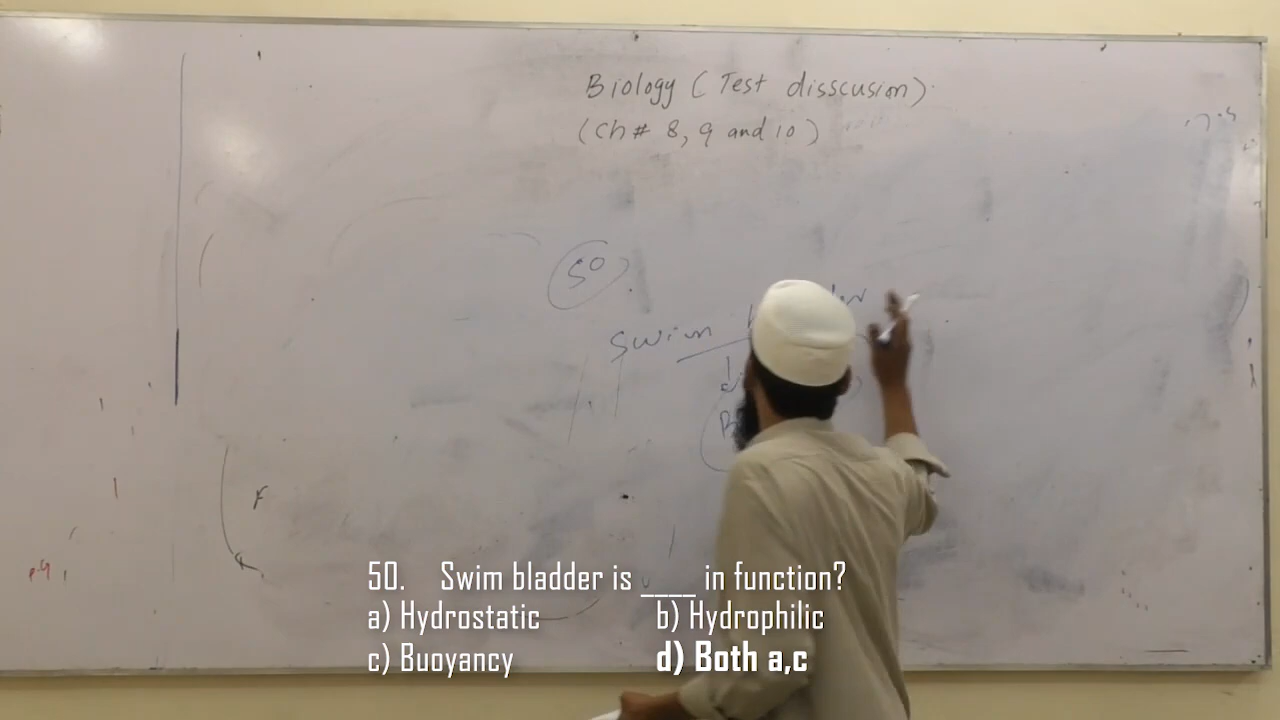 Biology (Test disscusion).
(Ch# 8, 9 and 10)
50
Swim
50. Swim bladder is ____ in function?
a) Hydrostatic b) Hydrophilic
c) Buoyancy d) Both a,c